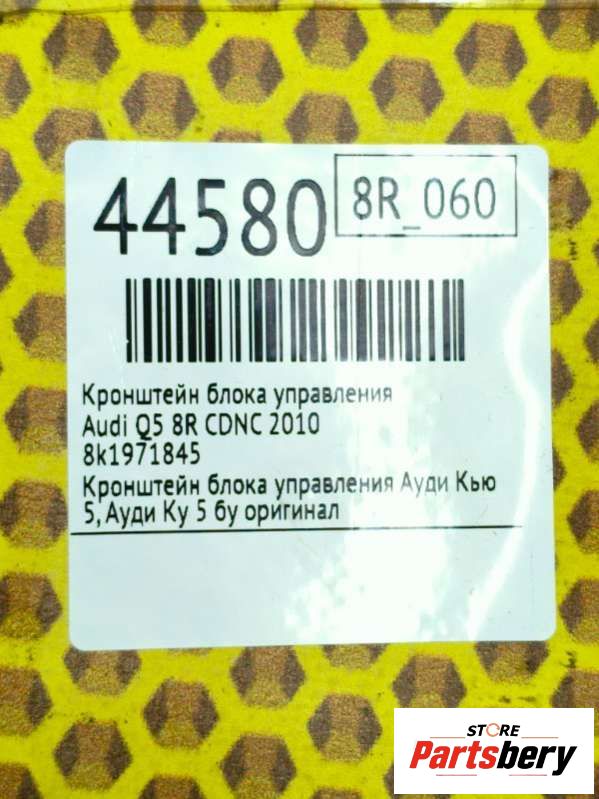 44580
8R_060
Кронштейн блока управления
Audi Q5 8R CDNC 2010
8k1971845
Кронштейн блока управления Ауди Кью
5, Ауди Ку 5 бу оригинал
STORE
Partsbery